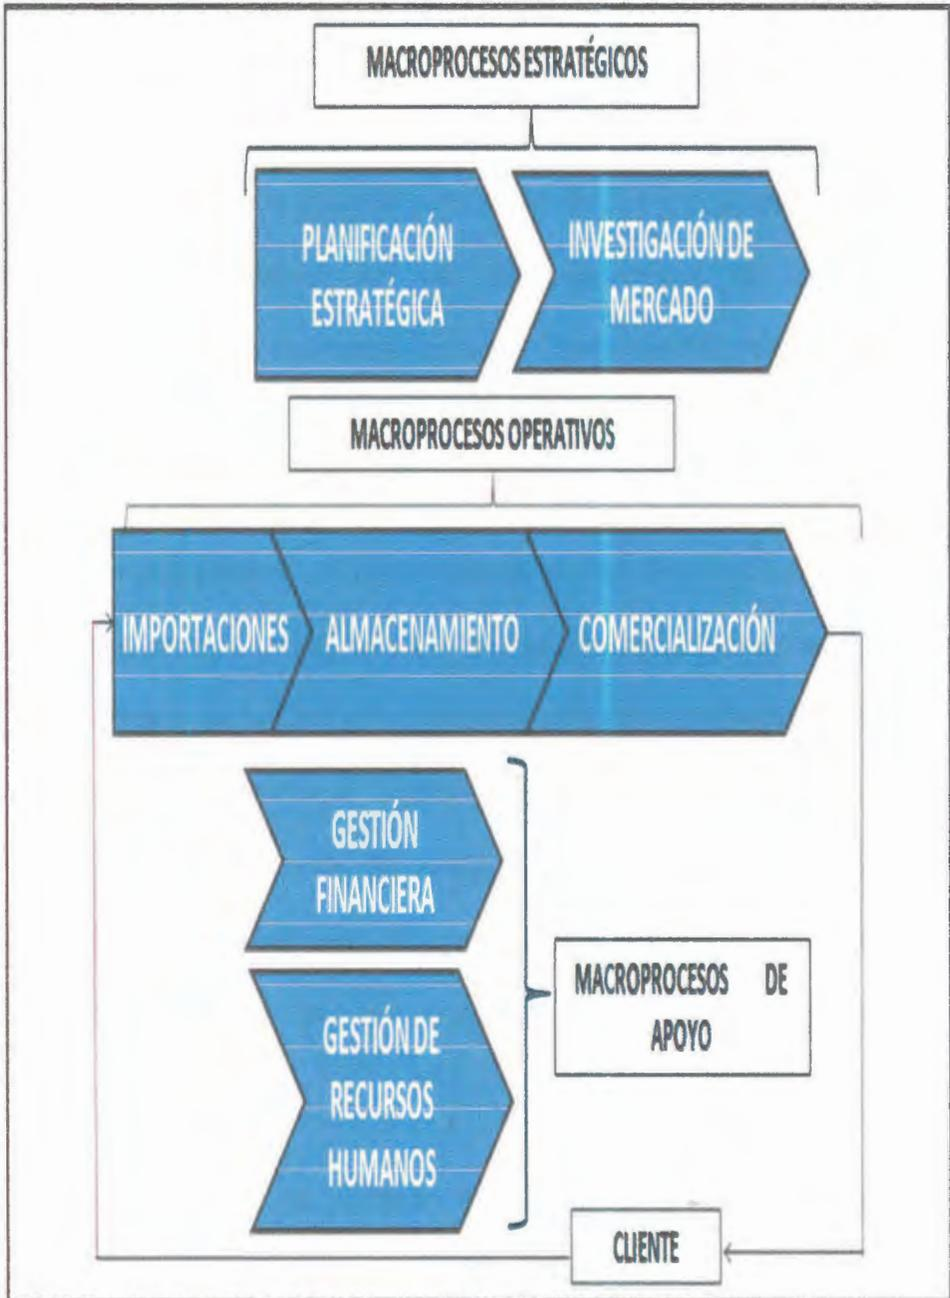 MACROPROCESOS ESTRATÉGICOS
PLANIFICACIÓN
ESTRATÉGICA
INVESTIGACIÓN DE
MERCADO
MACROPROCESOS OPERATIVOS
IMPORTACIONES
ALMACENAMIENTO
COMERCIALIZACIÓN
GESTIÓN
FINANCIERA
MACROPROCESOS DE
APOYO
GESTIÓN DE
RECURSOS
HUMANOS
CLIENTE